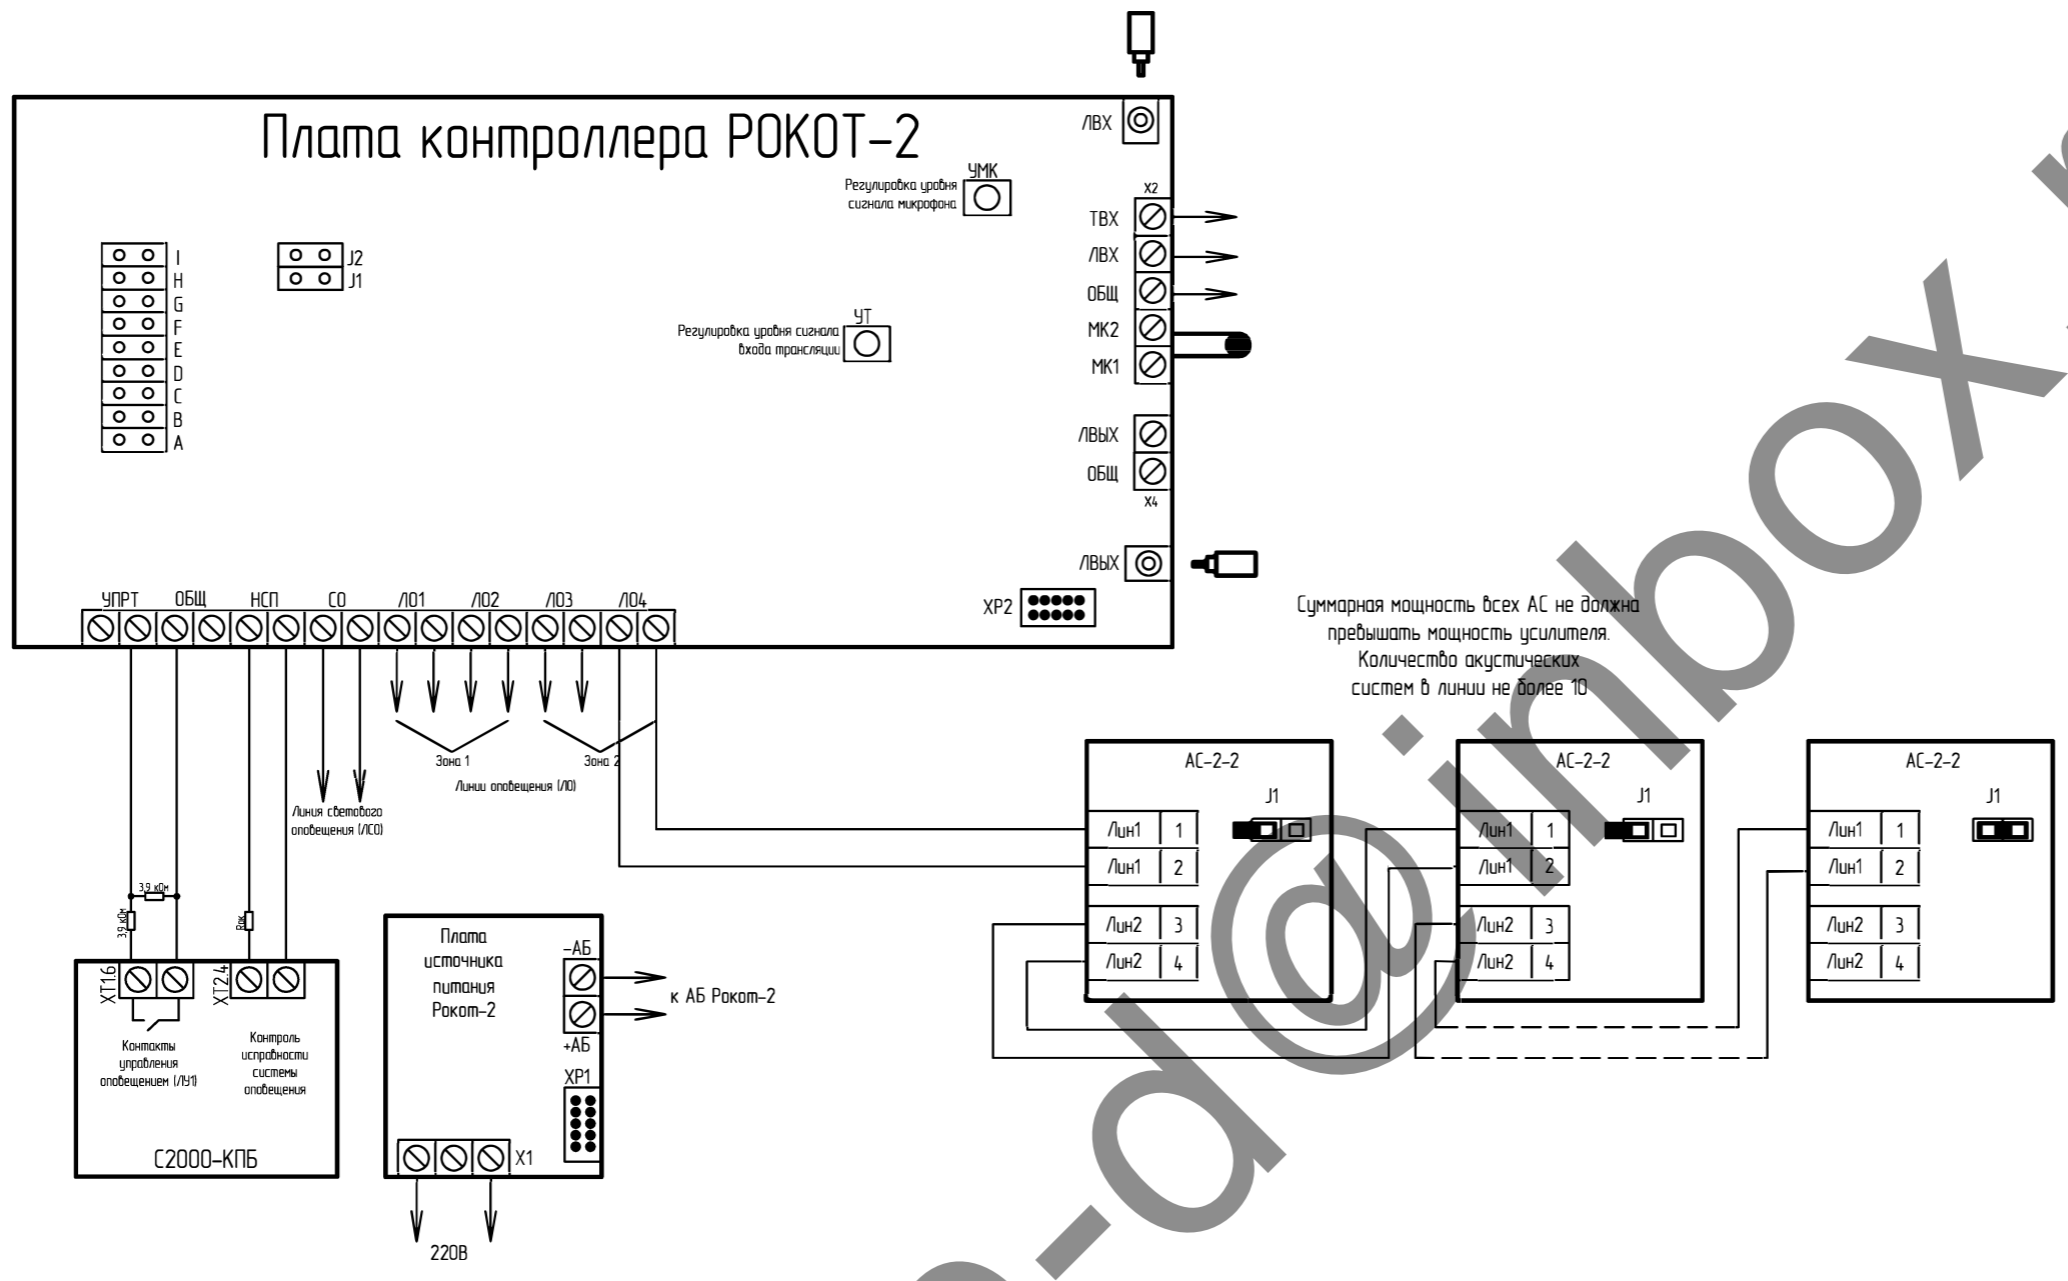 Плата контроллера РОКОТ-2
ЛВХ
УМК
Регулировка уровня
сигнала микрофона
X2
ТВХ
ЛВХ
ОБЩ
МК2
МК1
УТ
Регулировка уровня сигнала
входа трансляции
I
H
G
F
E
D
C
B
A
J2
J1
ЛВЫХ
ОБЩ
X4
ЛВЫХ
XP2
УПРТ
ОБЩ
НСП
СО
ЛО1
ЛО2
ЛО3
ЛО4
Суммарная мощность всех АС не должна
превышать мощность усилителя.
Количество акустических
систем в линии не более 10
Зона 1
Зона 2
Линии оповещения (ЛО)
Линия светового
оповещения (ЛСО)
3,9 кОм
3,9 кОм
Rок
АС-2-2
J1
Лин1 1
Лин1 2
Лин2 3
Лин2 4
АС-2-2
J1
Лин1 1
Лин1 2
Лин2 3
Лин2 4
АС-2-2
J1
Лин1 1
Лин1 2
Лин2 3
Лин2 4
XT1.6
XT2.4
Контакты
управления
оповещением (ЛУ1)
Контроль
исправности
системы
оповещения
С2000-КПБ
Плата
источника
питания
Рокот-2
-АБ
+АБ
к АБ Рокот-2
XP1
X1
220В
-d@inbox.r